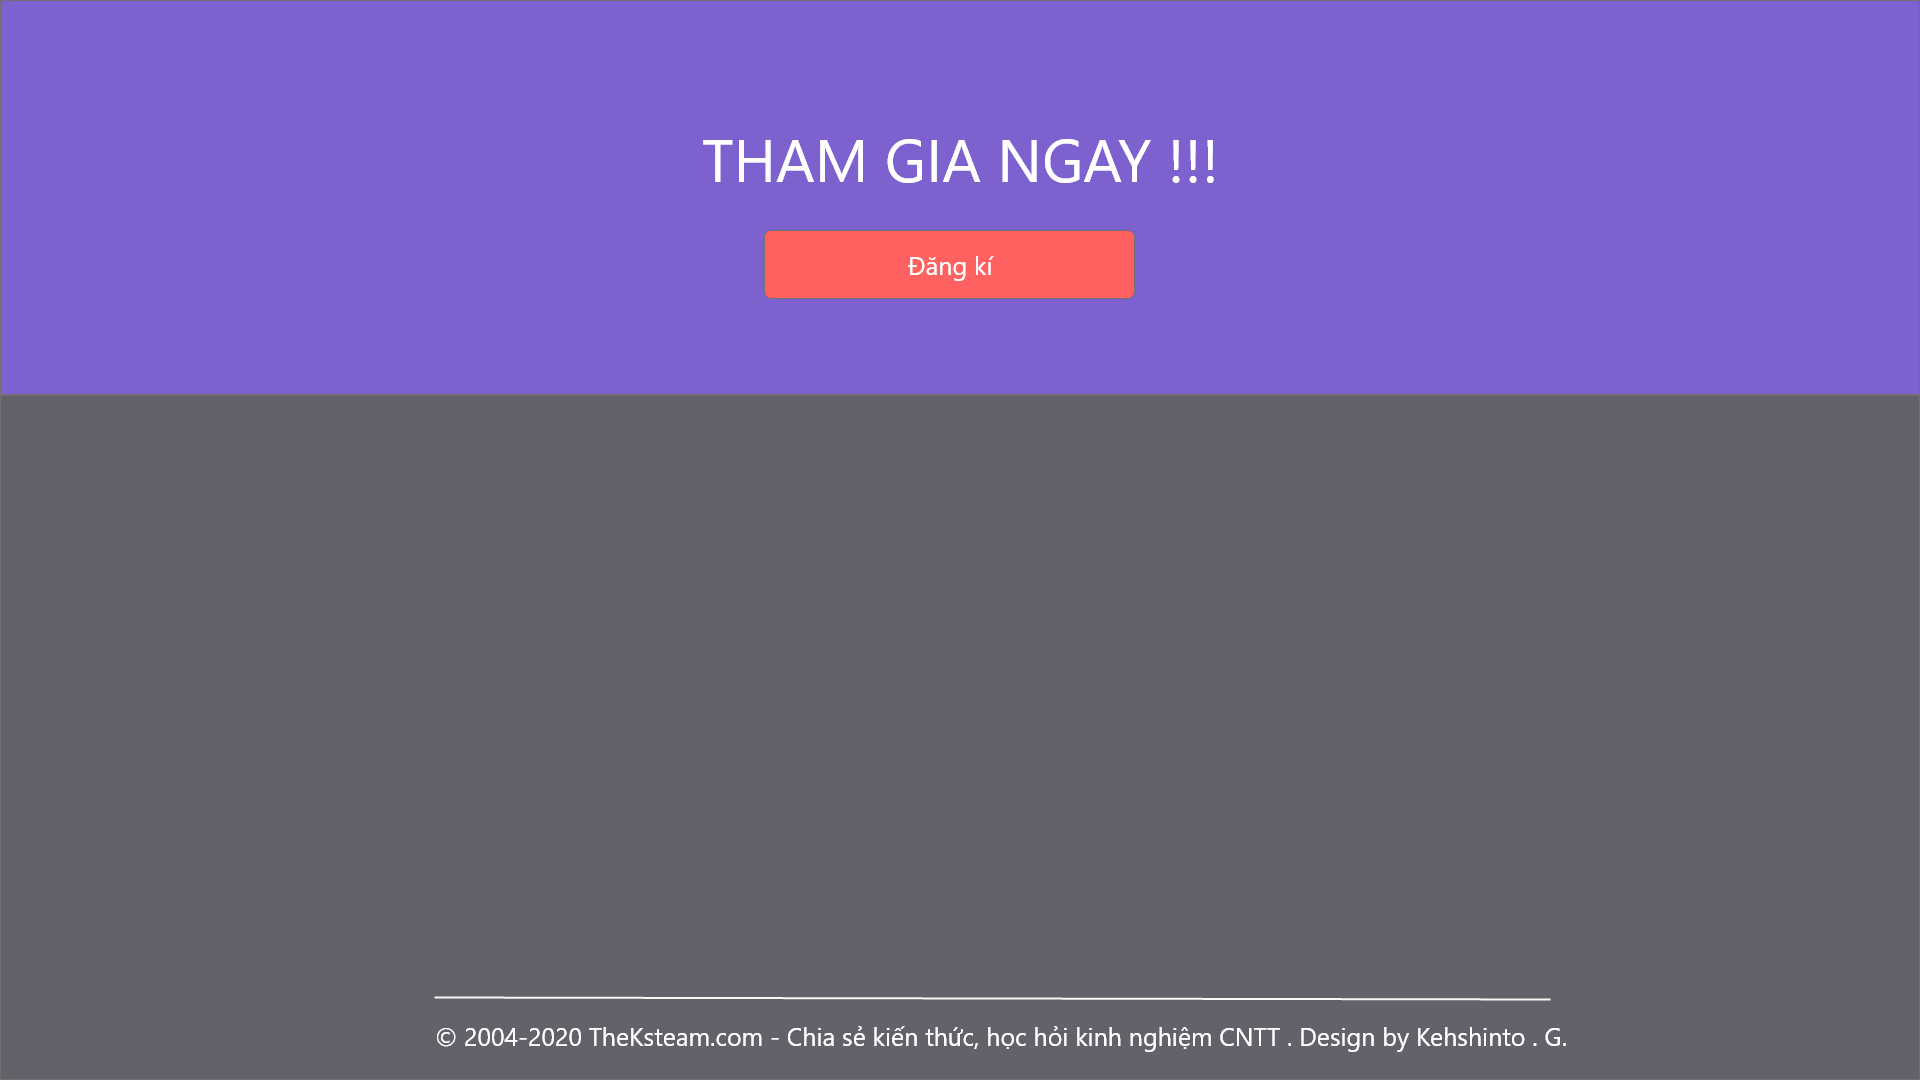 THAM GIA NGAY !!!
Đăng kí
© 2004-2020 TheKsteam.com - Chia sẻ kiến thức, học hỏi kinh nghiệm CNTT . Design by Kehshinto . G.